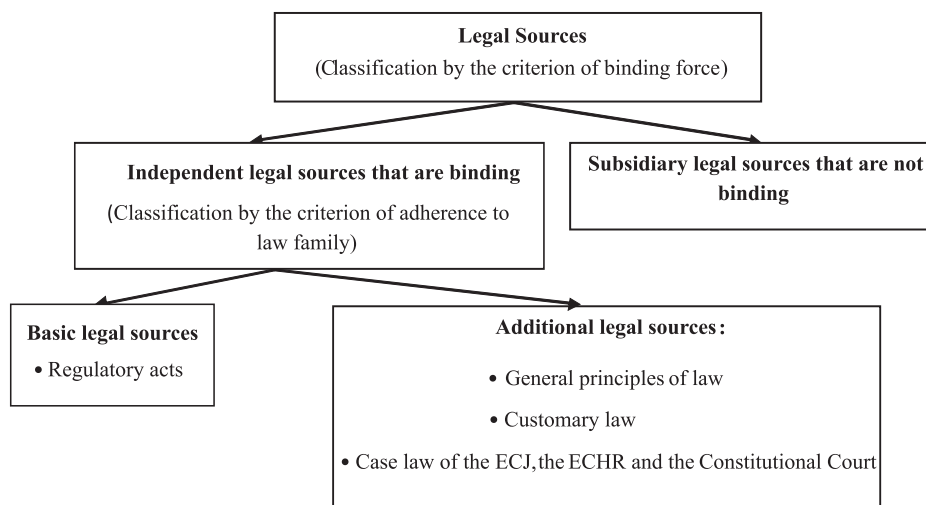 Legal Sources
(Classification by the criterion of binding force)
Independent legal sources that are binding
(Classification by the criterion of adherence to
law family)
Subsidiary legal sources that are not
binding
Basic legal sources
• Regulatory acts
Additional legal sources:
• General principles of law
• Customary law
• Case law of the ECJ, the ECHR and the Constitutional Court